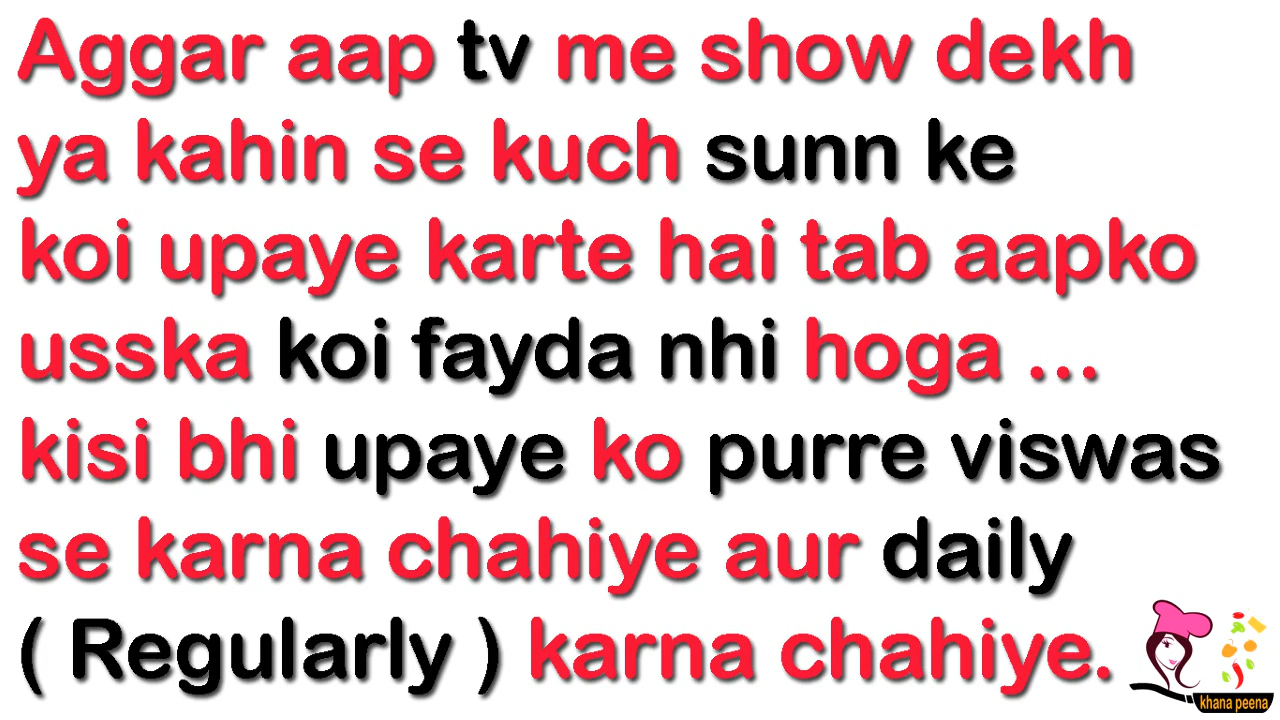 Aggar aap tv me show dekh
ya kahin se kuch sunn ke
koi upaye karte hai tab aapko
usska koi fayda nhi hoga ...
kisi bhi upaye ko purre viswas
se karna chahiye aur daily
( Regularly ) karna chahiye.
khana peena